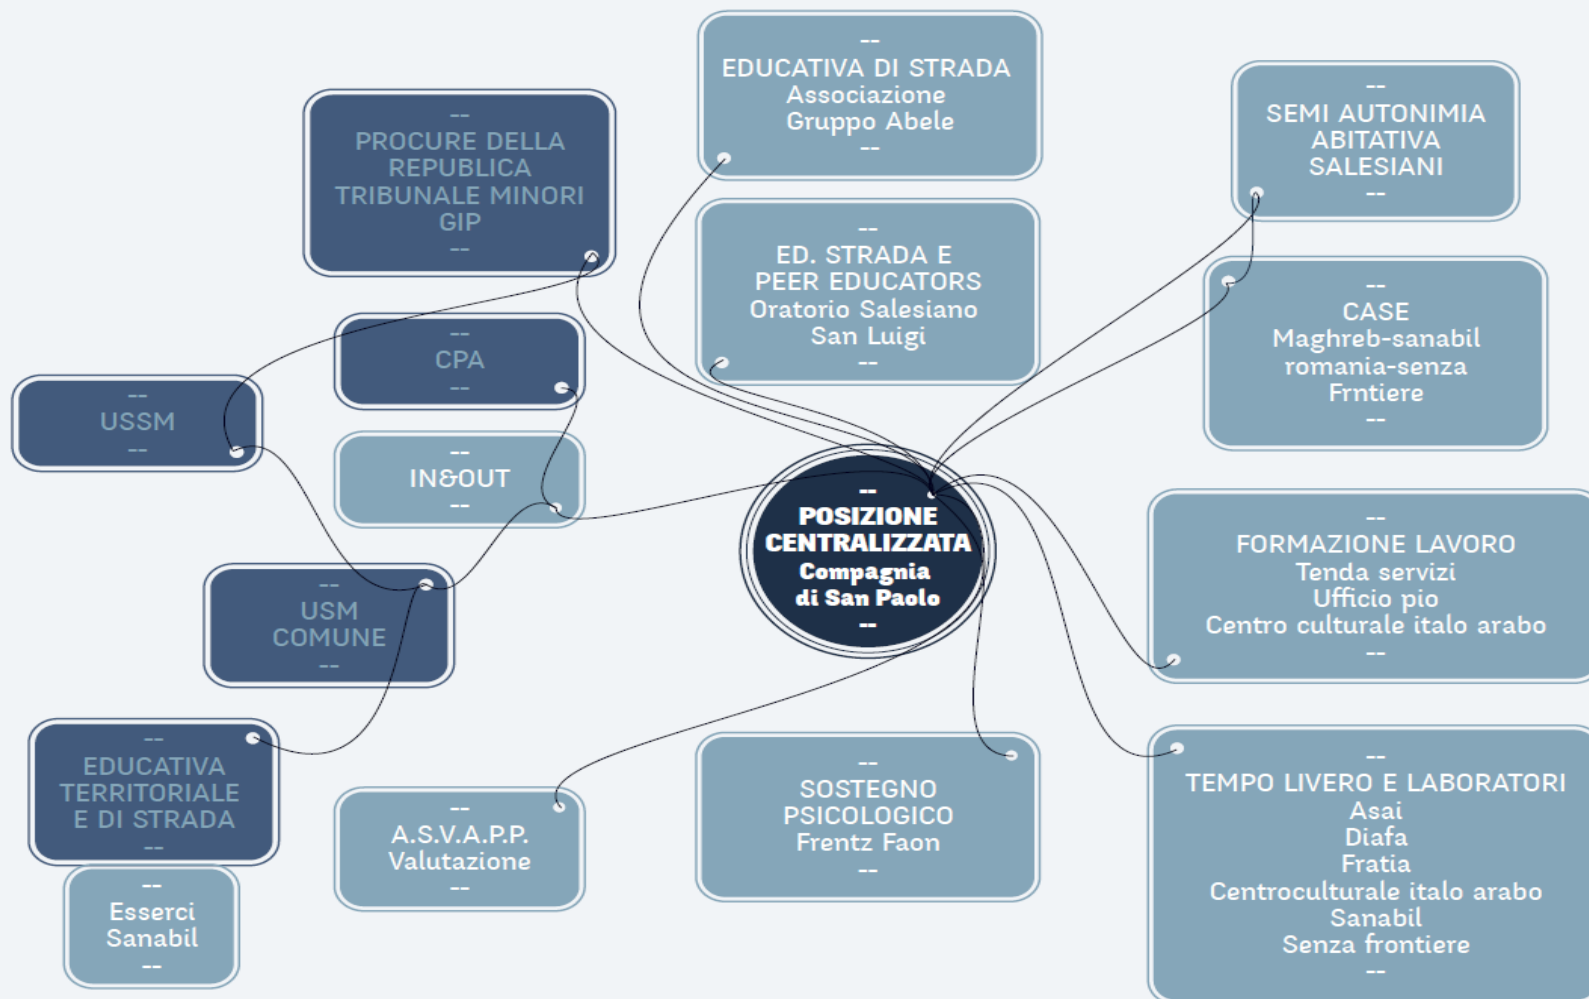 --
EDUCATIVA DI STRADA
Associazione
Gruppo Abele
--
--
SEMI AUTONIMIA
ABITATIVA
SALESIANI
--
--
PROCURE DELLA
REPUBLICA
TRIBUNALE MINORI
GIP
--
--
ED. STRADA E
PEER EDUCATORS
Oratorio Salesiano
San Luigi
--
--
CASE
Maghreb-sanabil
romania-senza
Frntiere
--
--
CPA
--
--
USSM
--
--
IN&OUT
--
--
POSIZIONE
CENTRALIZZATA
Compagnia
di San Paolo
--
--
FORMAZIONE LAVORO
Tenda servizi
Ufficio pio
Centro culturale italo arabo
--
--
USM
COMUNE
--
--
EDUCATIVA
TERRITORIALE
E DI STRADA
--
--
Esserci
Sanabil
--
--
A.S.V.A.P.P.
Valutazione
--
--
SOSTEGNO
PSICOLOGICO
Frentz Faon
--
--
TEMPO LIVERO E LABORATORI
Asai
Diafa
Fratia
Centroculturale italo arabo
Sanabil
Senza frontiere
--